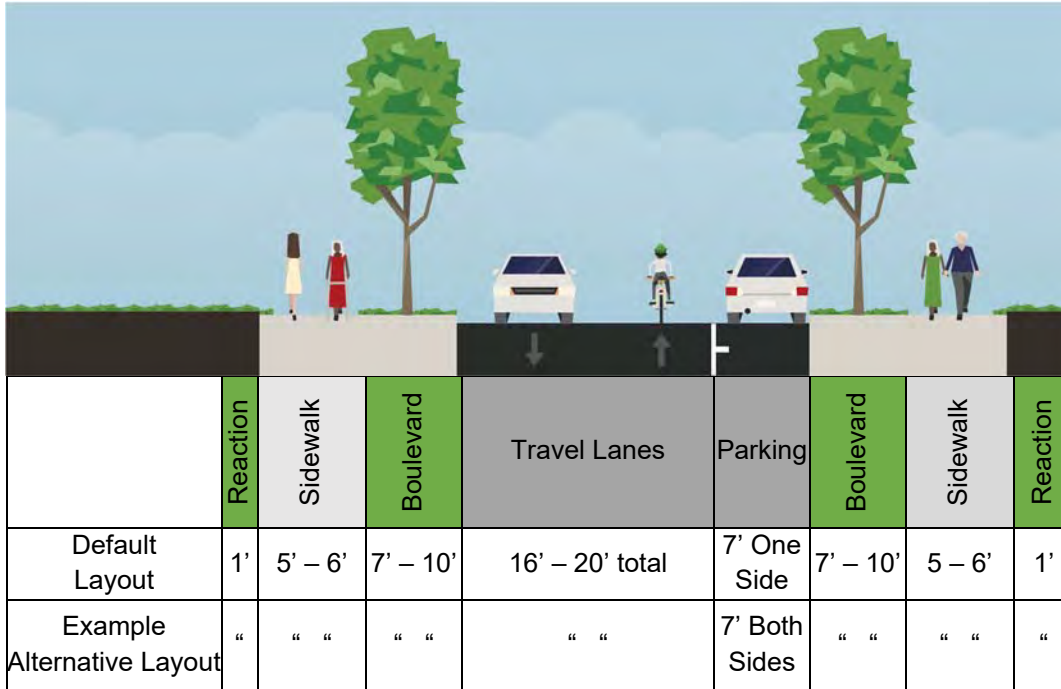 Reaction
Sidewalk
Boulevard
Travel Lanes
Parking
Boulevard
Sidewalk
Reaction
Default
Layout
1’
5’ – 6’
7’ – 10’
16’ – 20’ total
7’ One
Side
7’ – 10’
5 – 6’
1’
Example
Alternative Layout
“
“ “
“ “
“ “
7’ Both
Sides
“ “
“ “
“